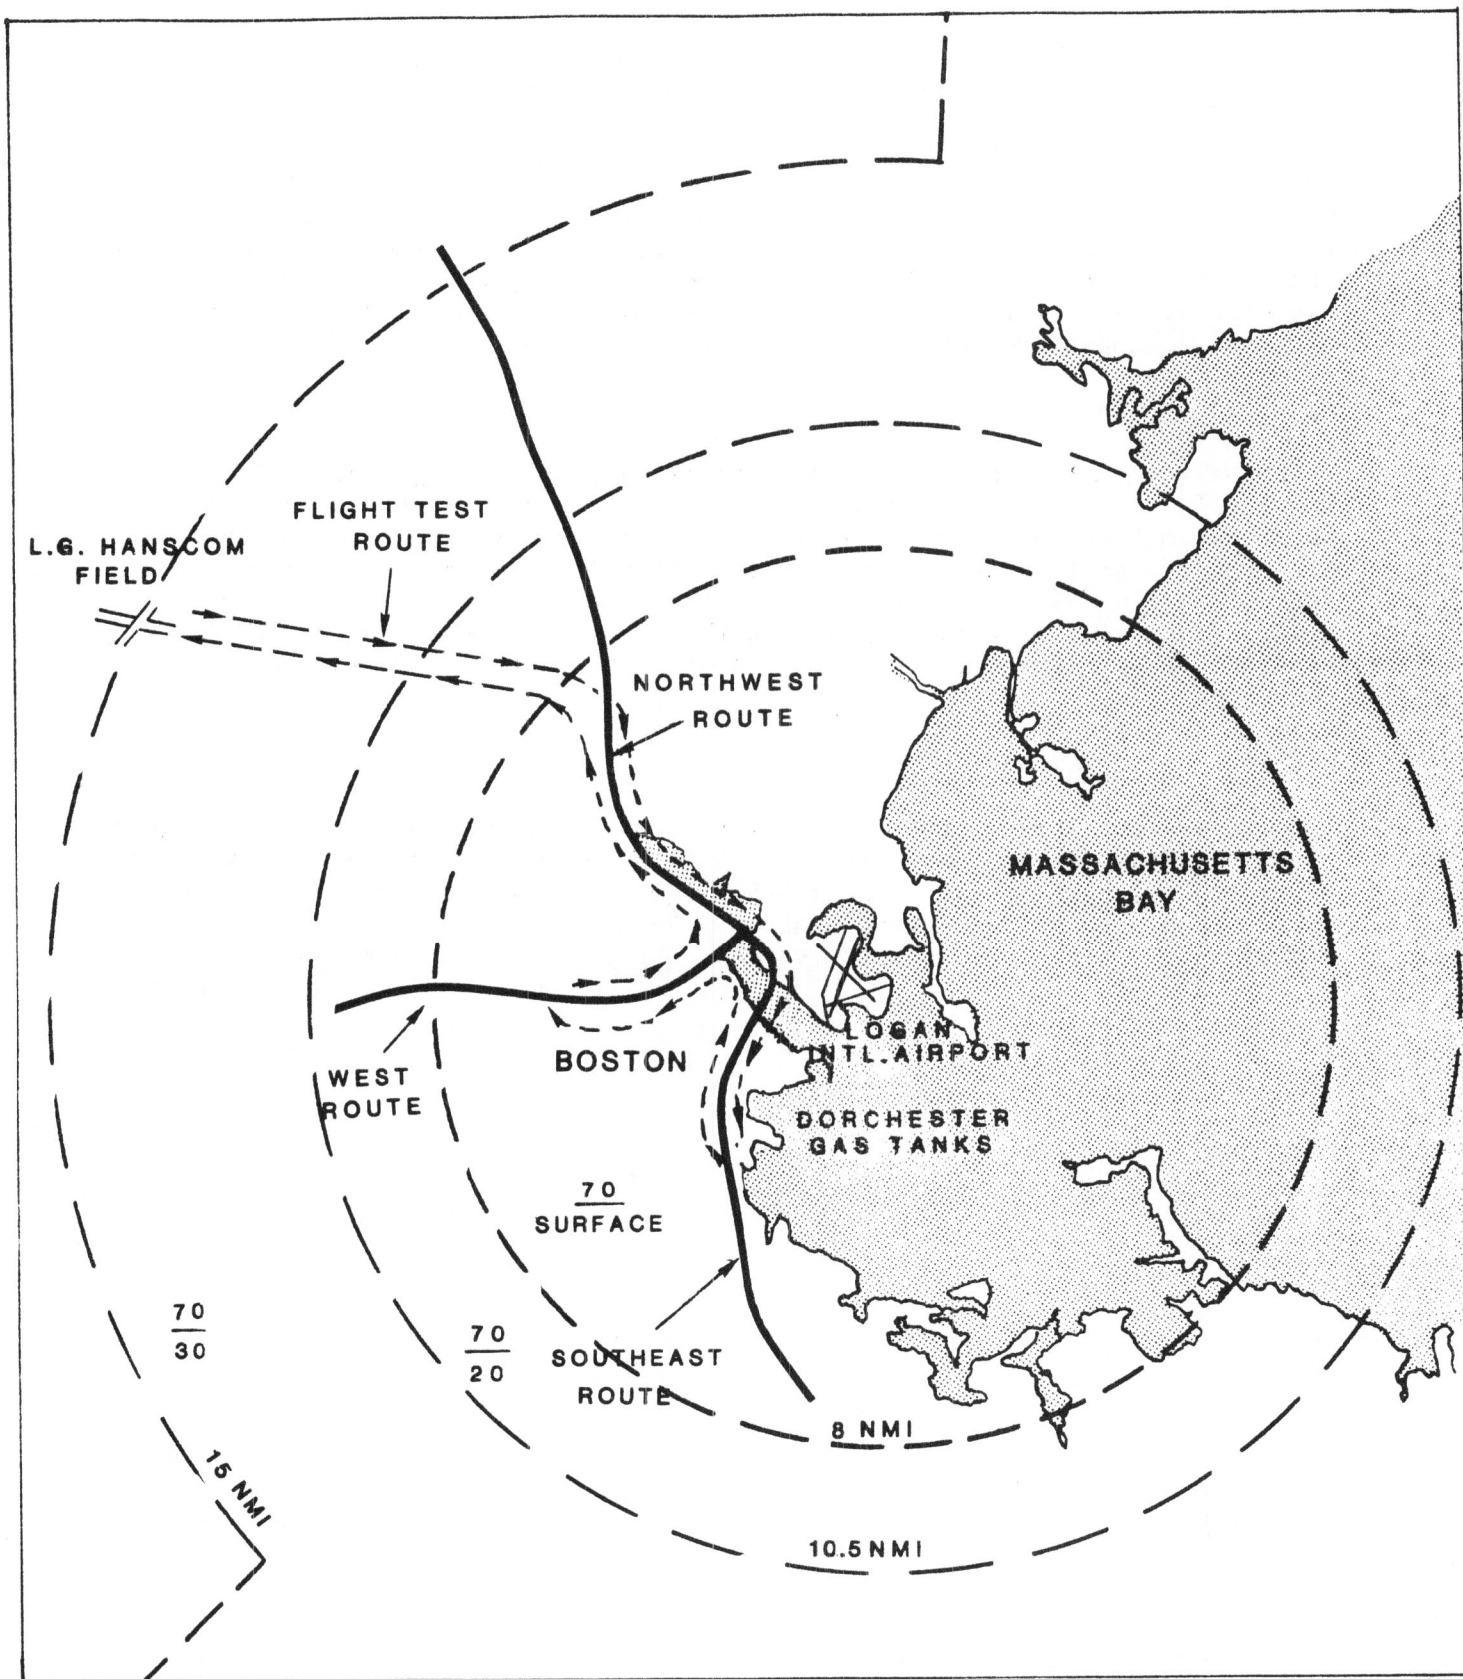 FLIGHT TEST
ROUTE
L.G. HANSCOM
FIELD
NORTHWEST
ROUTE
MASSACHUSETTS
BAY
LOGAN
INTL. AIRPORT
BOSTON
WEST
ROUTE
DORCHESTER
GAS TANKS
70
SURFACE
70
30
70
20
SOUTHEAST
ROUTE
8 NMI
15 NMI
10.5 NMI